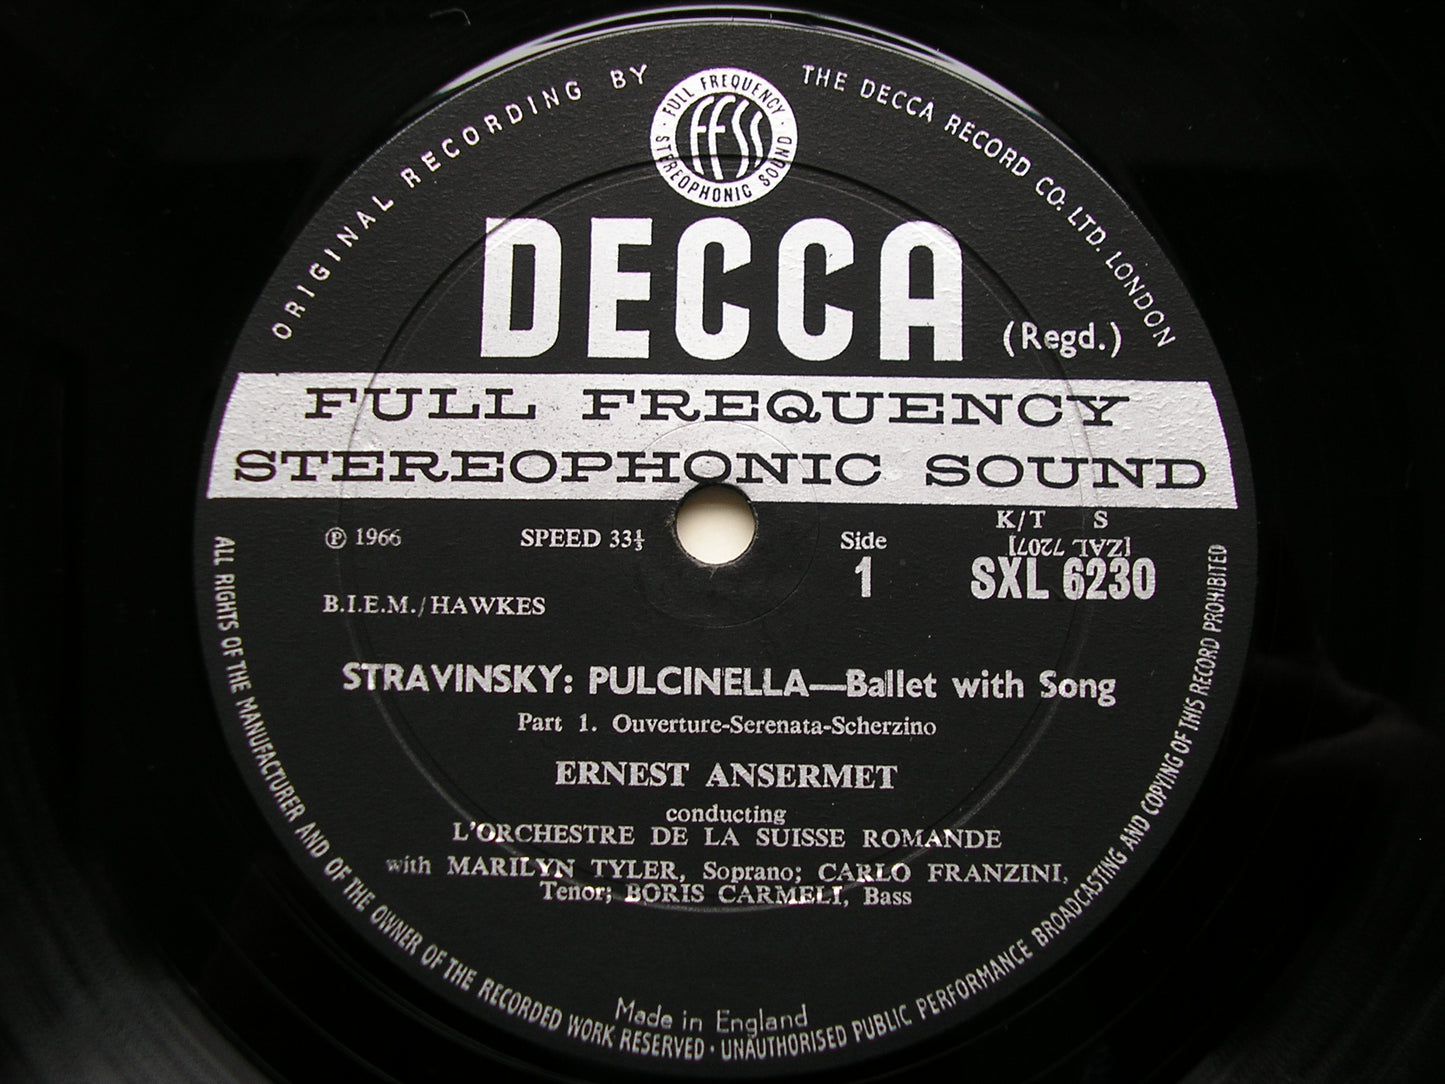 ORIGINAL RECORDING BY THE DECCA RECORD CO. LTD. LONDON
FULL FREQUENCY
FFSS
STEREOPHONIC SOUND
DECCA
(Regd.)
FULL FREQUENCY
STEREOPHONIC SOUND
K/T S
℗ 1966 SPEED 33⅓ Side [ZAL 7207]
1 SXL 6230
B.I.E.M./HAWKES
STRAVINSKY: PULCINELLA—Ballet with Song
Part 1. Ouverture-Serenata-Scherzino
ERNEST ANSERMET
conducting
L'ORCHESTRE DE LA SUISSE ROMANDE
with MARILYN TYLER, Soprano; CARLO FRANZINI,
Tenor; BORIS CARMELI, Bass
Made in England
ALL RIGHTS OF THE MANUFACTURER AND OF THE OWNER OF THE RECORDED WORK RESERVED · UNAUTHORISED PUBLIC PERFORMANCE BROADCASTING AND COPYING OF THIS RECORD PROHIBITED